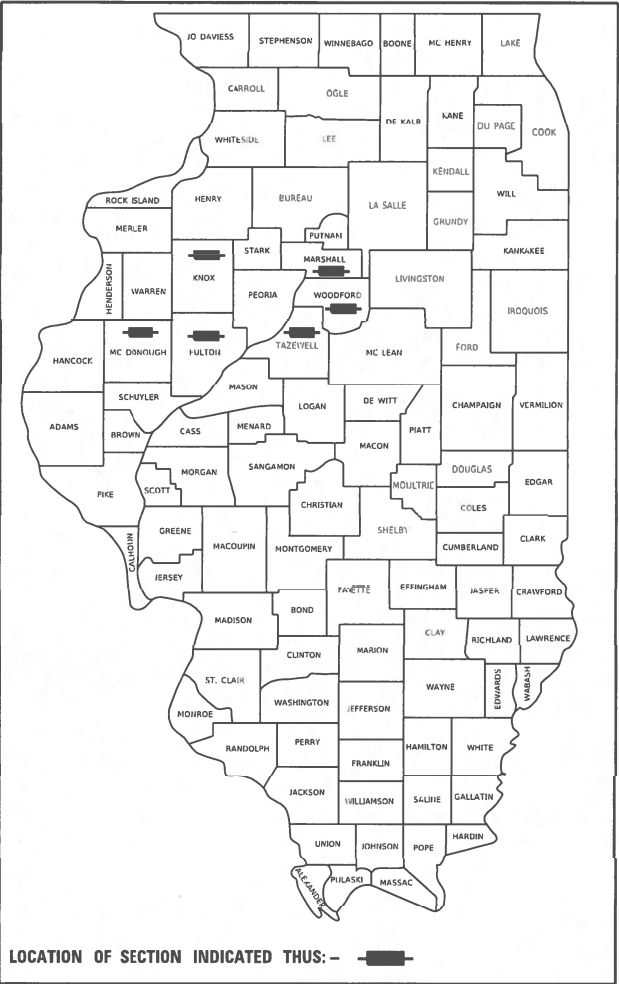 JO DAVIESS STEPHENSON WINNEBAGO BOONE MC HENRY LAKE
CARROLL OGLE
DE KALB KANE DU PAGE COOK
WHITESIDE LEE
KENDALL
ROCK ISLAND HENRY BUREAU LA SALLE WILL
GRUNDY
MERLER PUTNAM
STARK MARSHALL KANKAKEE
HENDERSON WARREN KNOX PEORIA WOODFORD LIVINGSTON
IROQUOIS
HANCOCK MC DONOUGH FULTON TAZEWELL MC LEAN FORD
MASON
SCHUYLER LOGAN DE WITT CHAMPAIGN VERMILION
ADAMS BROWN CASS MENARD PIATT
MACON
MORGAN SANGAMON DOUGLAS
PIKE SCOTT MOULTRIE EDGAR
CHRISTIAN COLES
GREENE SHELBY
CALHOUN MACOUPIN MONTGOMERY CUMBERLAND CLARK
JERSEY
FAYETTE EFFINGHAM JASPER CRAWFORD
MADISON BOND
CLAY RICHLAND LAWRENCE
CLINTON MARION
ST. CLAIR WAYNE EDWARDS WABASH
MONROE WASHINGTON JEFFERSON
RANDOLPH PERRY HAMILTON WHITE
FRANKLIN
JACKSON WILLIAMSON SALINE GALLATIN
UNION JOHNSON POPE HARDIN
ALEXANDER PULASKI MASSAC
LOCATION OF SECTION INDICATED THUS: -